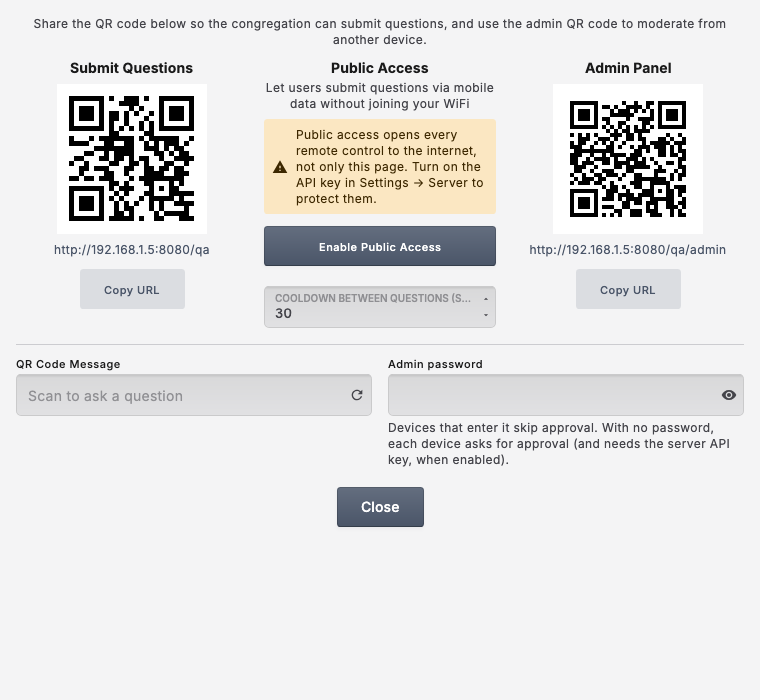 Share the QR code below so the congregation can submit questions, and use the admin QR code to moderate from
another device.
Submit Questions
http://192.168.1.5:8080/qa
Copy URL
Public Access
Let users submit questions via mobile
data without joining your WiFi
Public access opens every
remote control to the internet,
not only this page. Turn on the
API key in Settings → Server to
protect them.
Enable Public Access
COOLDOWN BETWEEN QUESTIONS (S...
30
Admin Panel
http://192.168.1.5:8080/qa/admin
Copy URL
QR Code Message
Scan to ask a question
Admin password
Devices that enter it skip approval. With no password,
each device asks for approval (and needs the server API
key, when enabled).
Close